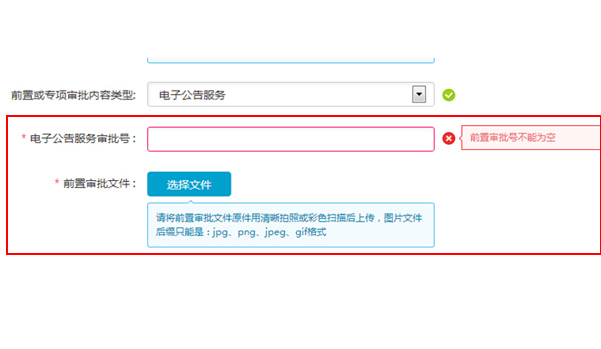 前置或专项审批内容类型:
电子公告服务
* 电子公告服务审批号：
前置审批号不能为空
* 前置审批文件：
选择文件
请将前置审批文件原件用清晰拍照或彩色扫描后上传，图片文件
后缀只能是：jpg、png、jpeg、gif格式